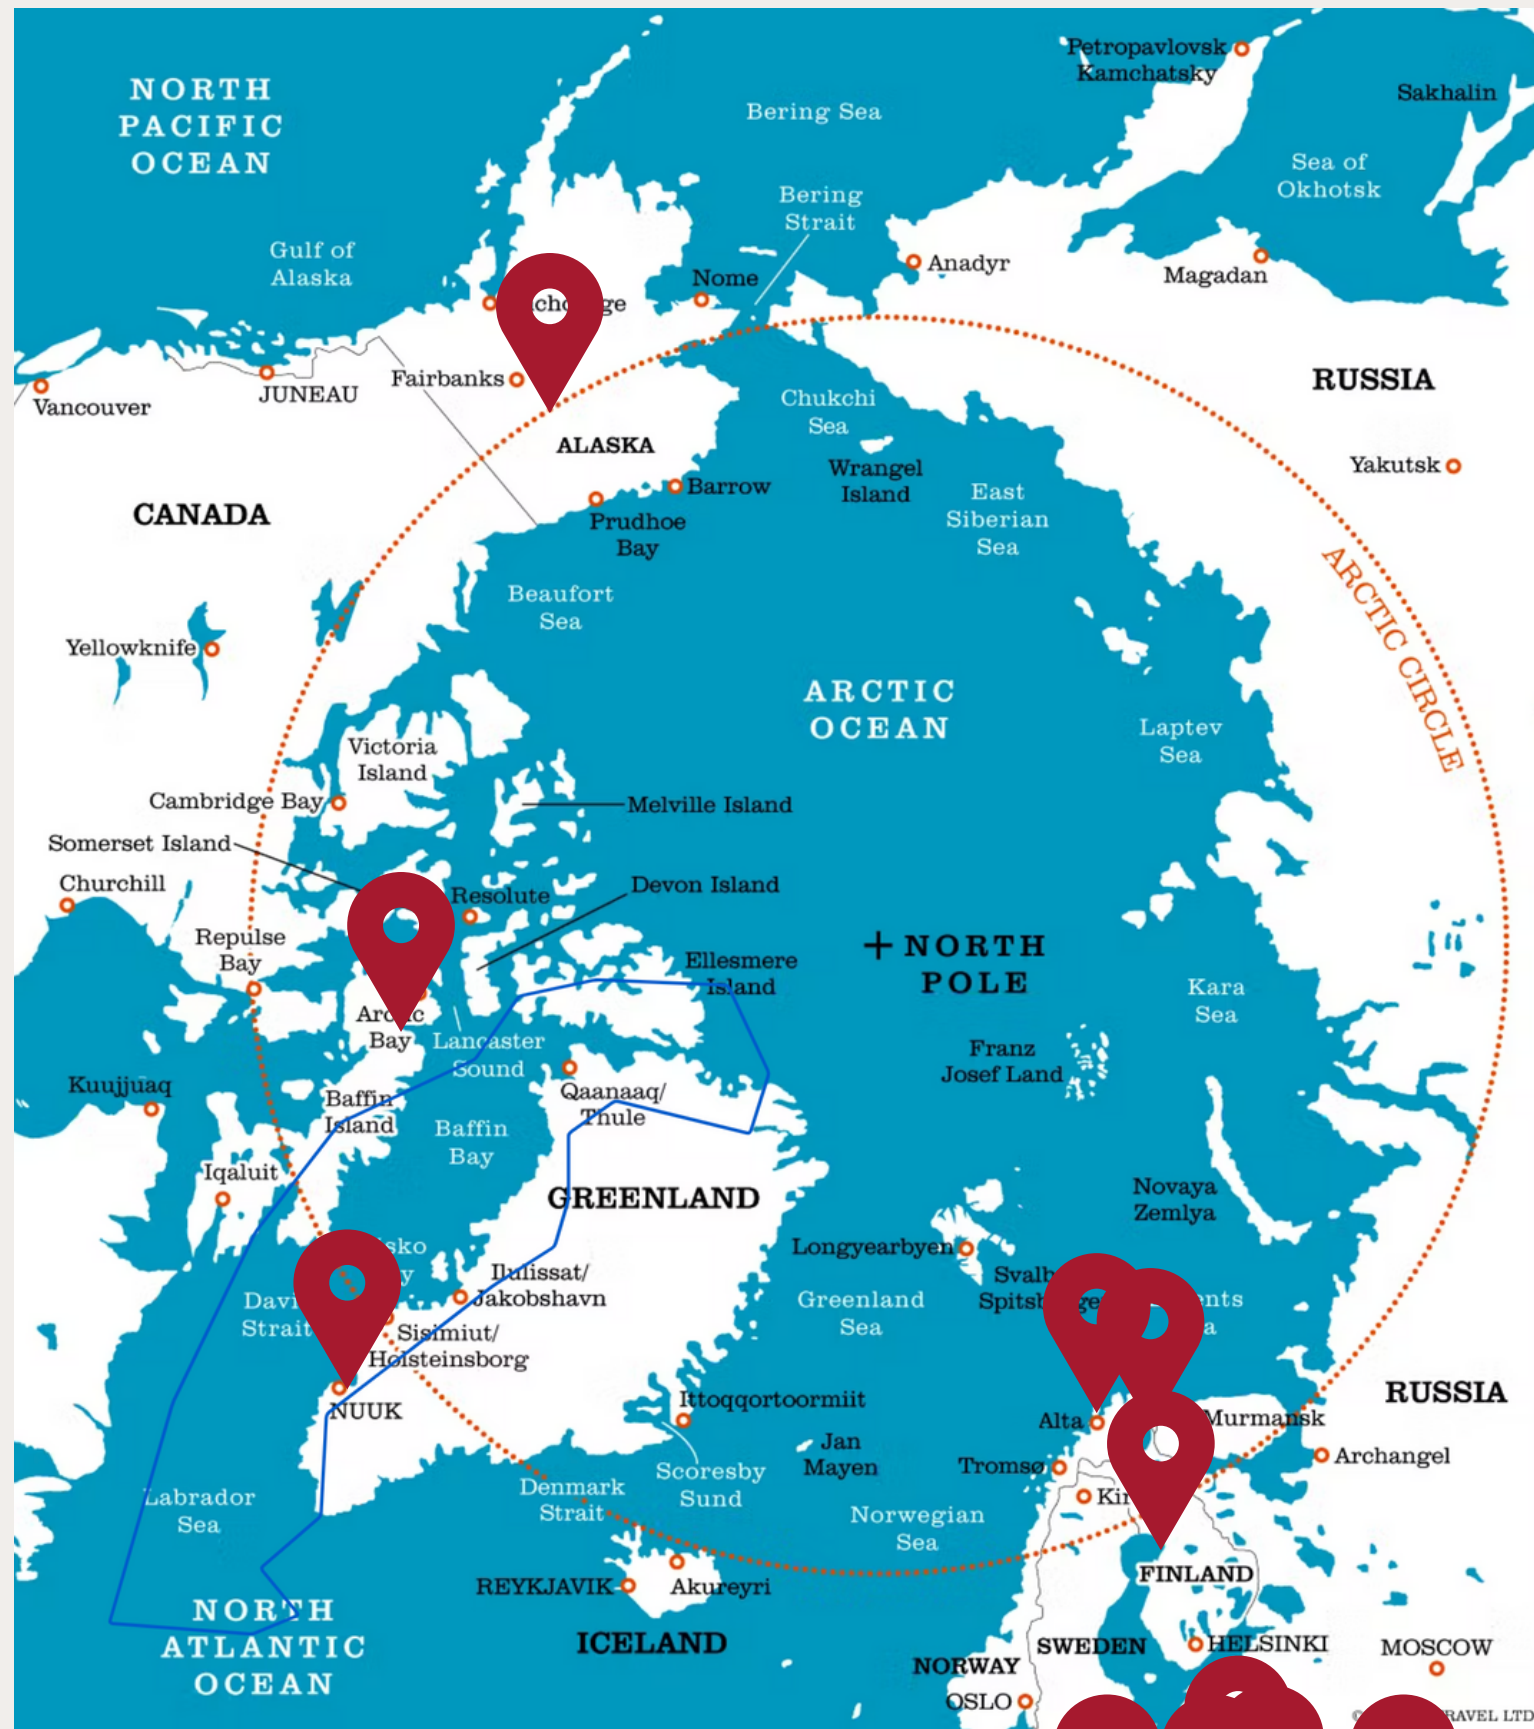 NORTH
PACIFIC
OCEAN
Bering Sea
Petropavlovsk
Kamchatsky
Sakhalin
Sea of
Okhotsk
Bering
Strait
Gulf of
Alaska
Nome
Anadyr
Magadan
Fairbanks
JUNEAU
Vancouver
RUSSIA
Chukchi
Sea
ALASKA
Wrangel
Island
Yakutsk
Barrow
East
Siberian
Sea
CANADA
Prudhoe
Bay
ARCTIC CIRCLE
Beaufort
Sea
Yellowknife
ARCTIC
OCEAN
Laptev
Sea
Victoria
Island
Cambridge Bay
Melville Island
Somerset Island
Churchill
Resolute
Devon Island
Repulse
Bay
Ellesmere
Island
NORTH
POLE
Kara
Sea
Arctic
Bay
Lancaster
Sound
Franz
Josef Land
Kuujjuaq
Qaanaaq/
Thule
Baffin
Island
Baffin
Bay
Iqaluit
GREENLAND
Novaya
Zemlya
Longyearbyen
Ilulissat/
Jakobshavn
Greenland
Sea
Strait
Sisimiut/
Holsteinsborg
NUUK
Ittoqqortoormiit
Alta
Murmansk
RUSSIA
Jan
Mayen
Tromsø
Archangel
Scoresby
Sund
Denmark
Strait
Labrador
Sea
Norwegian
Sea
FINLAND
REYKJAVIK
Akureyri
NORTH
ATLANTIC
OCEAN
ICELAND
SWEDEN
HELSINKI
MOSCOW
NORWAY
OSLO
LTD